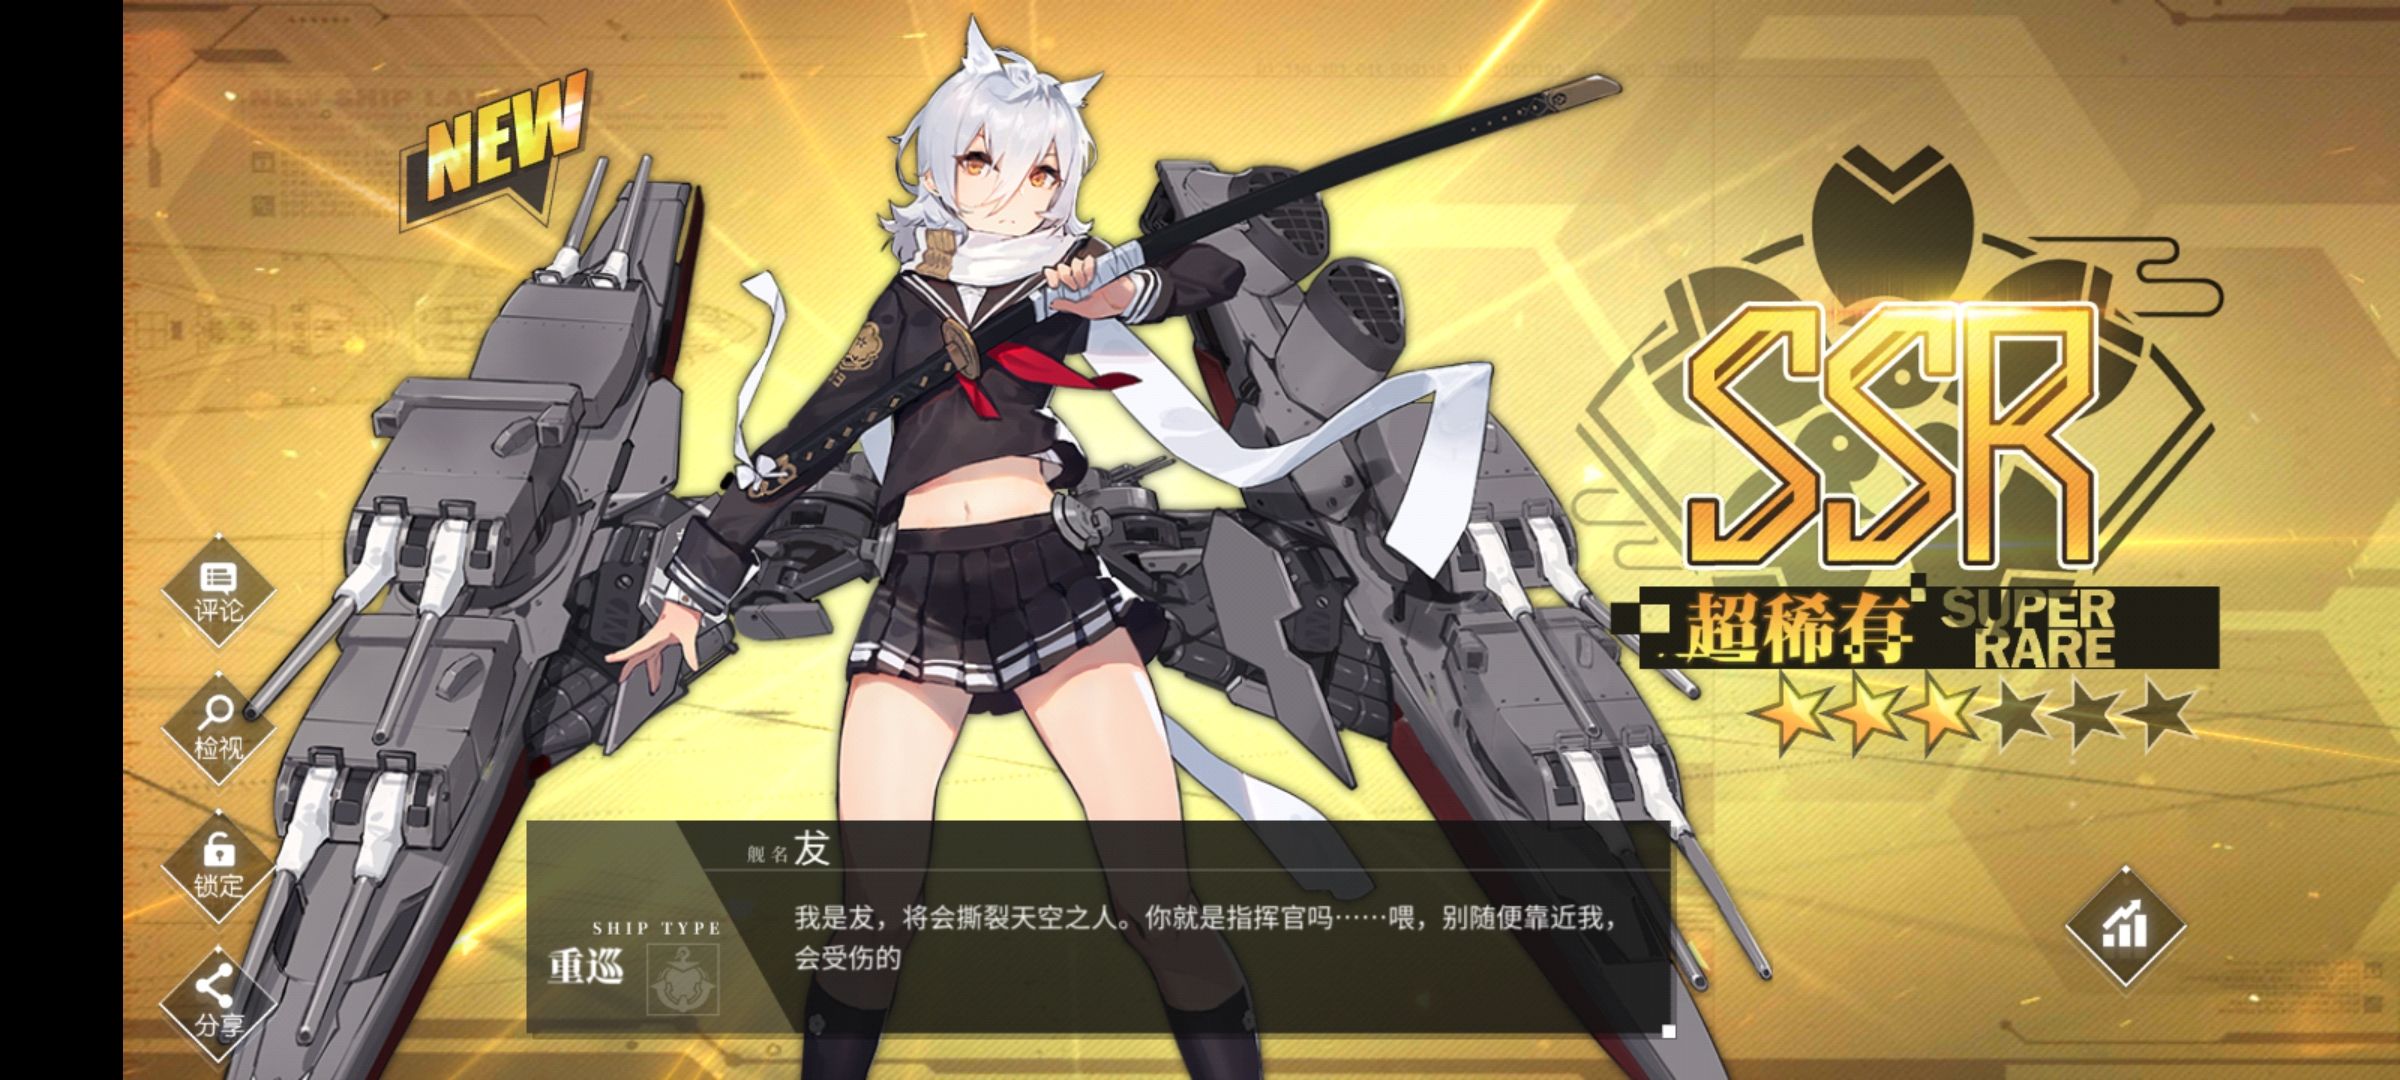 NEW
SSR
超稀有 SUPER RARE
评论
检视
锁定
分享
舰名 犮
我是犮，将会撕裂天空之人。你就是指挥官吗……喂，别随便靠近我，
会受伤的
SHIP TYPE
重巡